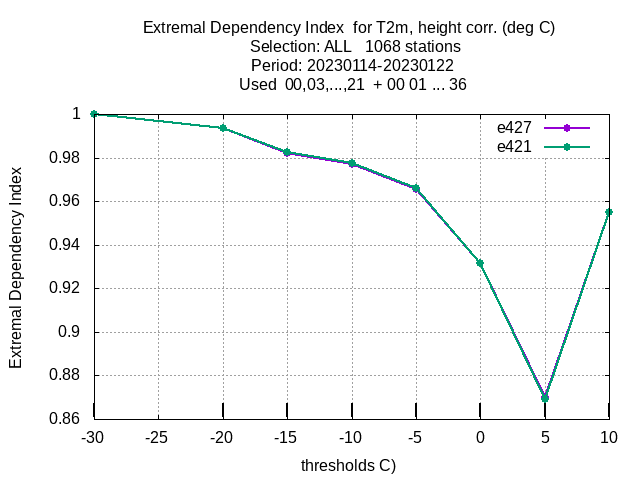 Extremal Dependency Index  for T2m, height corr. (deg C)
Selection: ALL   1068 stations
Period: 20230114-20230122
Used  00,03,...,21  + 00 01 ... 36
e427
e421
1
0.98
0.96
0.94
0.92
0.9
0.88
0.86
Extremal Dependency Index
-30 -25 -20 -15 -10 -5 0 5 10
thresholds C)